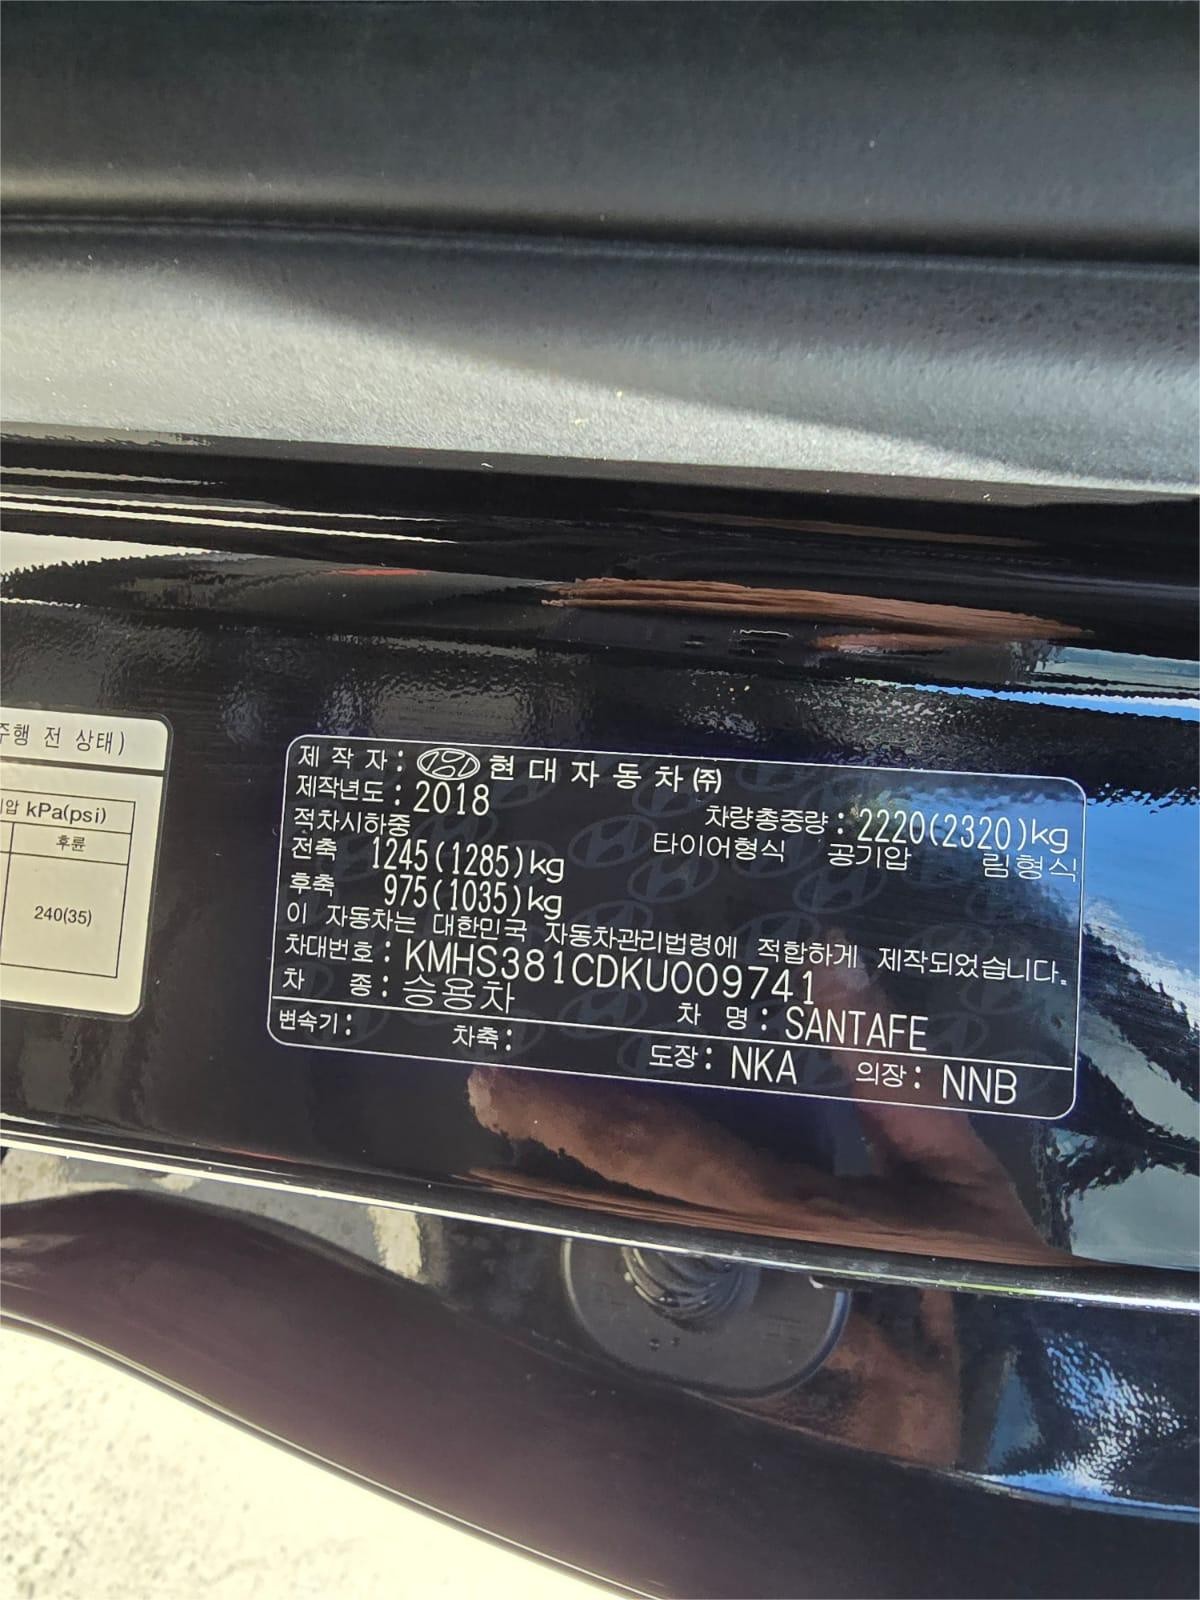 주행 전 상태)
압 kPa(psi)
후륜
240(35)
제 작 자 : 현 대 자 동 차 ㈜
제작년도 : 2018
적차시하중 차량총중량 : 2220(2320)kg
전축 1245(1285)kg 타이어형식 공기압 림형식
후축 975(1035)kg
이 자동차는 대한민국 자동차관리법령에 적합하게 제작되었습니다.
차대번호 : KMHS381CDKU009741
차 종 : 승용차 차 명 : SANTAFE
변속기 : 차축 : 도장 : NKA 의장 : NNB